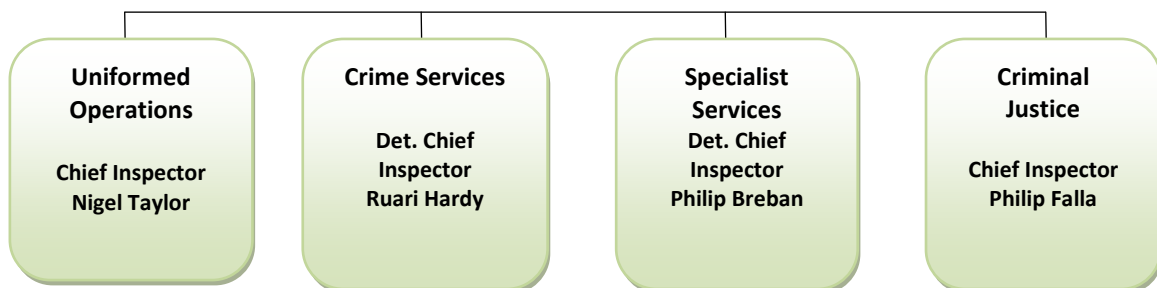 Uniformed
Operations
Chief Inspector
Nigel Taylor
Crime Services
Det. Chief
Inspector
Ruari Hardy
Specialist
Services
Det. Chief
Inspector
Philip Breban
Criminal
Justice
Chief Inspector
Philip Falla